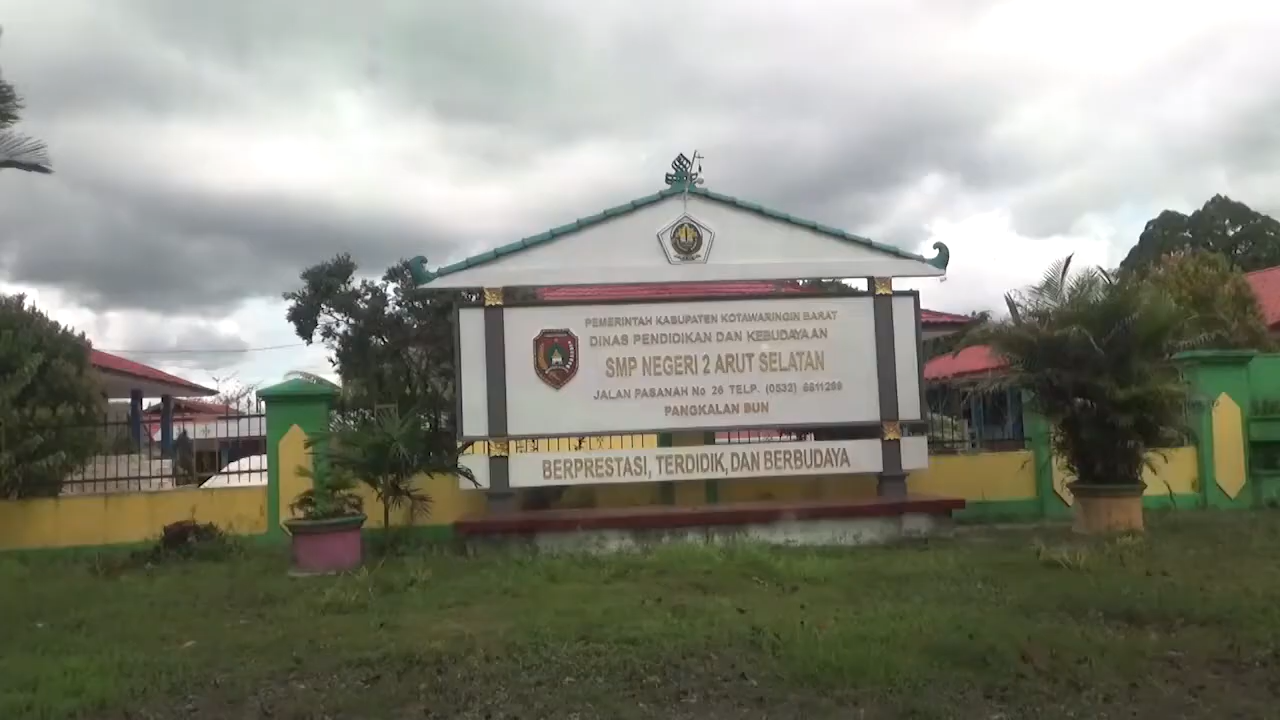 PEMERINTAH KABUPATEN KOTAWARINGIN BARAT
DINAS PENDIDIKAN DAN KEBUDAYAAN
SMP NEGERI 2 ARUT SELATAN
JALAN PASANAH No 26 TELP. (0532)
PANGKALAN BUN
BERPRESTASI, TERDIDIK, DAN BERBUDAYA